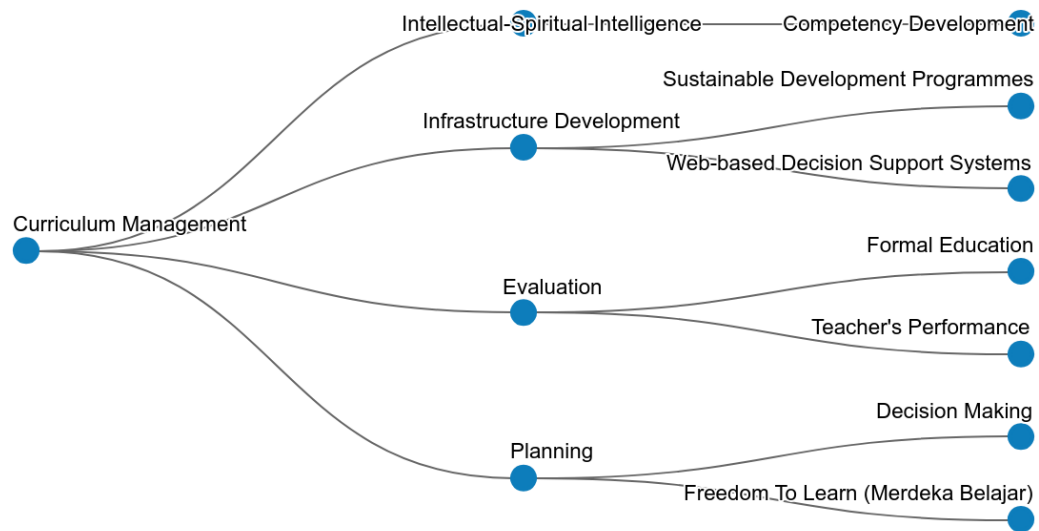 Intellectual-Spiritual-Intelligence
Competency Development
Sustainable Development Programmes
Infrastructure Development
Web-based Decision Support Systems
Curriculum Management
Formal Education
Evaluation
Teacher's Performance
Decision Making
Planning
Freedom To Learn (Merdeka Belajar)